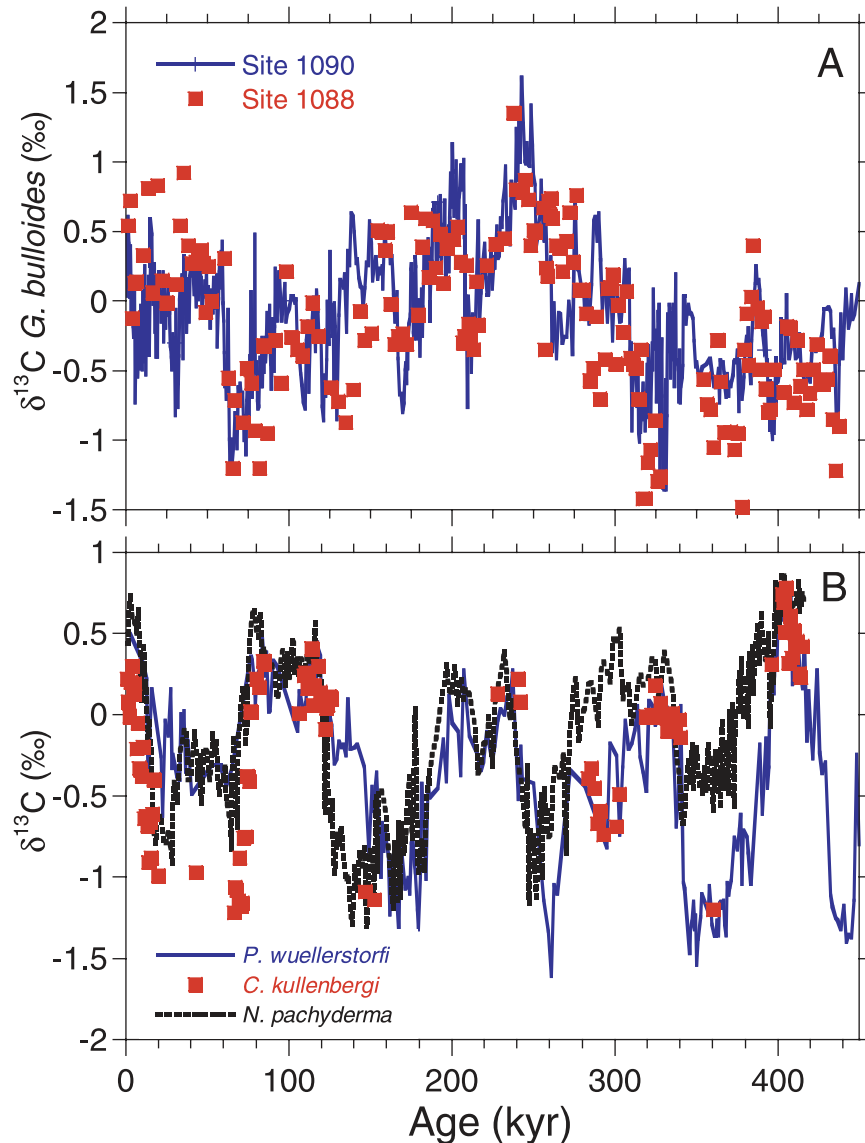 2
1.5
1
0.5
0
-0.5
-1
-1.5
δ¹³C G. bulloides (‰)
Site 1090
Site 1088
A
1
0.5
0
-0.5
-1
-1.5
-2
δ¹³C (‰)
B
P. wuellerstorfi
C. kullenbergi
N. pachyderma
0 100 200 300 400
Age (kyr)